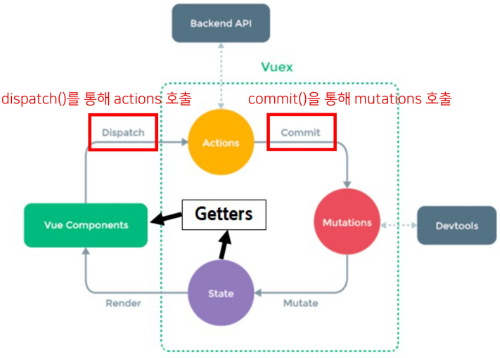 Backend API
Vuex
dispatch()를 통해 actions 호출
commit()을 통해 mutations 호출
Dispatch
Actions
Commit
Getters
Vue Components
Mutations
Devtools
State
Render
Mutate